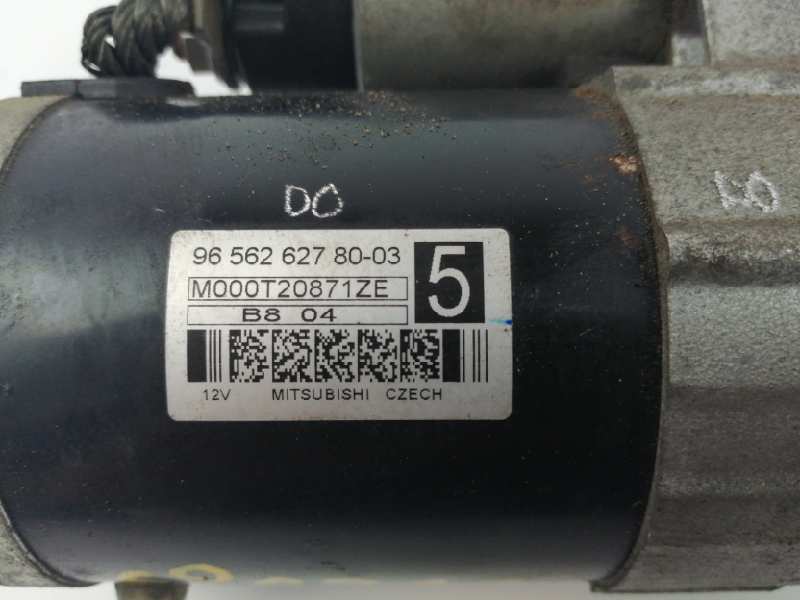 DO
96 562 627 80-03
5
M000T20871ZE
B8 04
12V MITSUBISHI CZECH